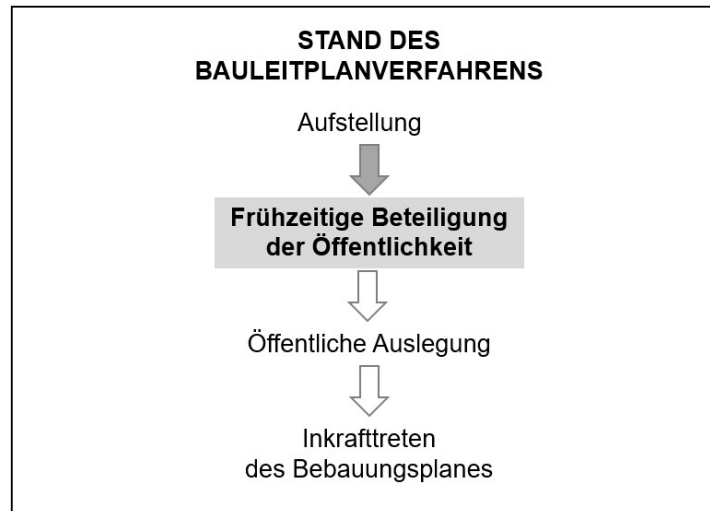 STAND DES
BAULEITPLANVERFAHRENS
Aufstellung
Frühzeitige Beteiligung
der Öffentlichkeit
Öffentliche Auslegung
Inkrafttreten
des Bebauungsplanes